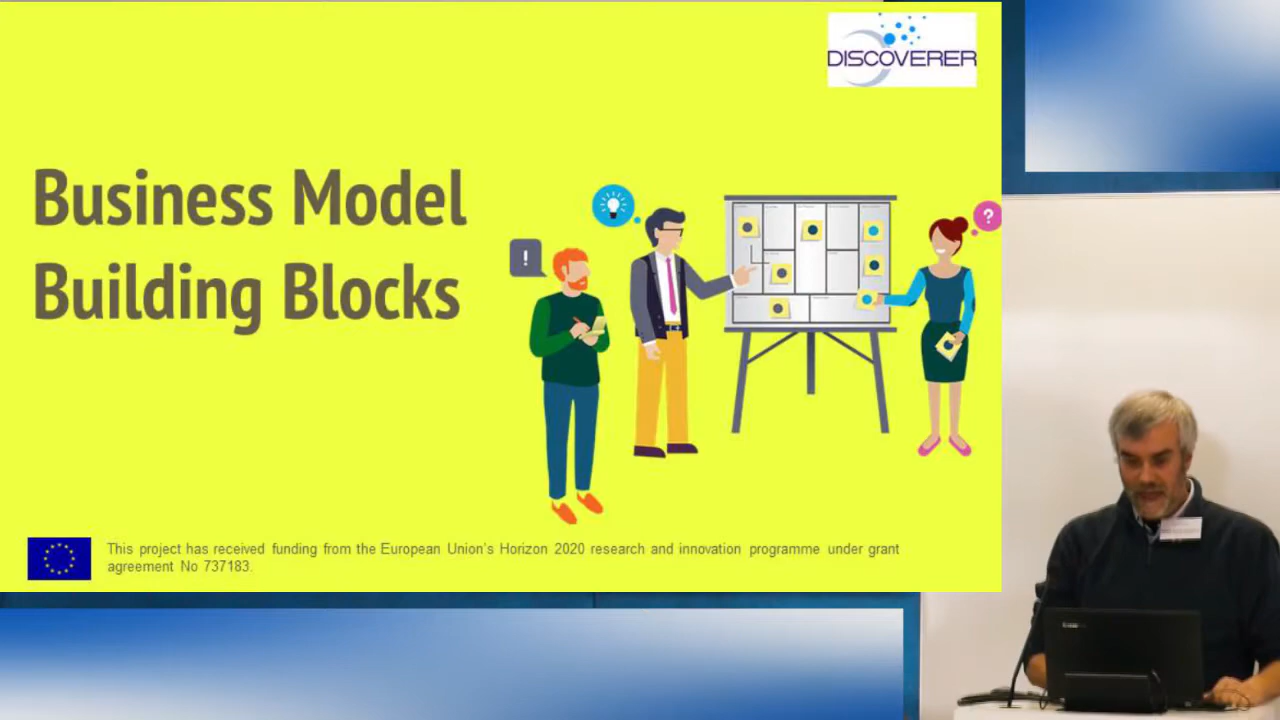 DISCOVERER
Business Model
Building Blocks
!
?
This project has received funding from the European Union's Horizon 2020 research and innovation programme under grant
agreement No 737183.